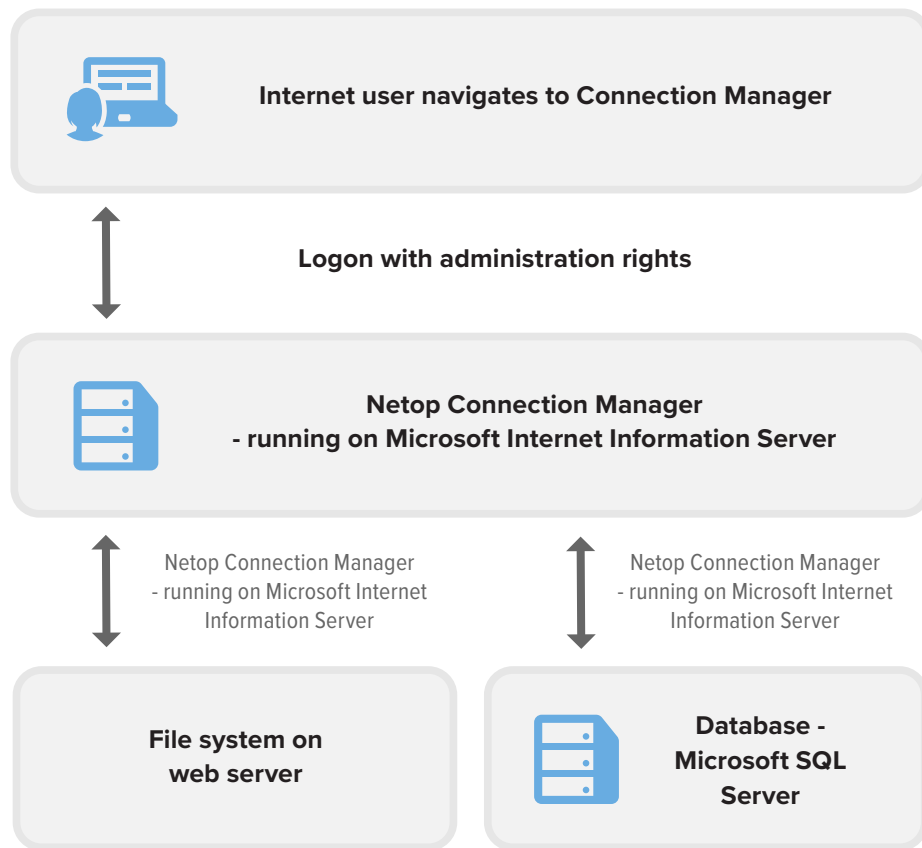 Internet user navigates to Connection Manager
Logon with administration rights
Netop Connection Manager
- running on Microsoft Internet Information Server
Netop Connection Manager
- running on Microsoft Internet
Information Server
Netop Connection Manager
- running on Microsoft Internet
Information Server
File system on
web server
Database -
Microsoft SQL
Server